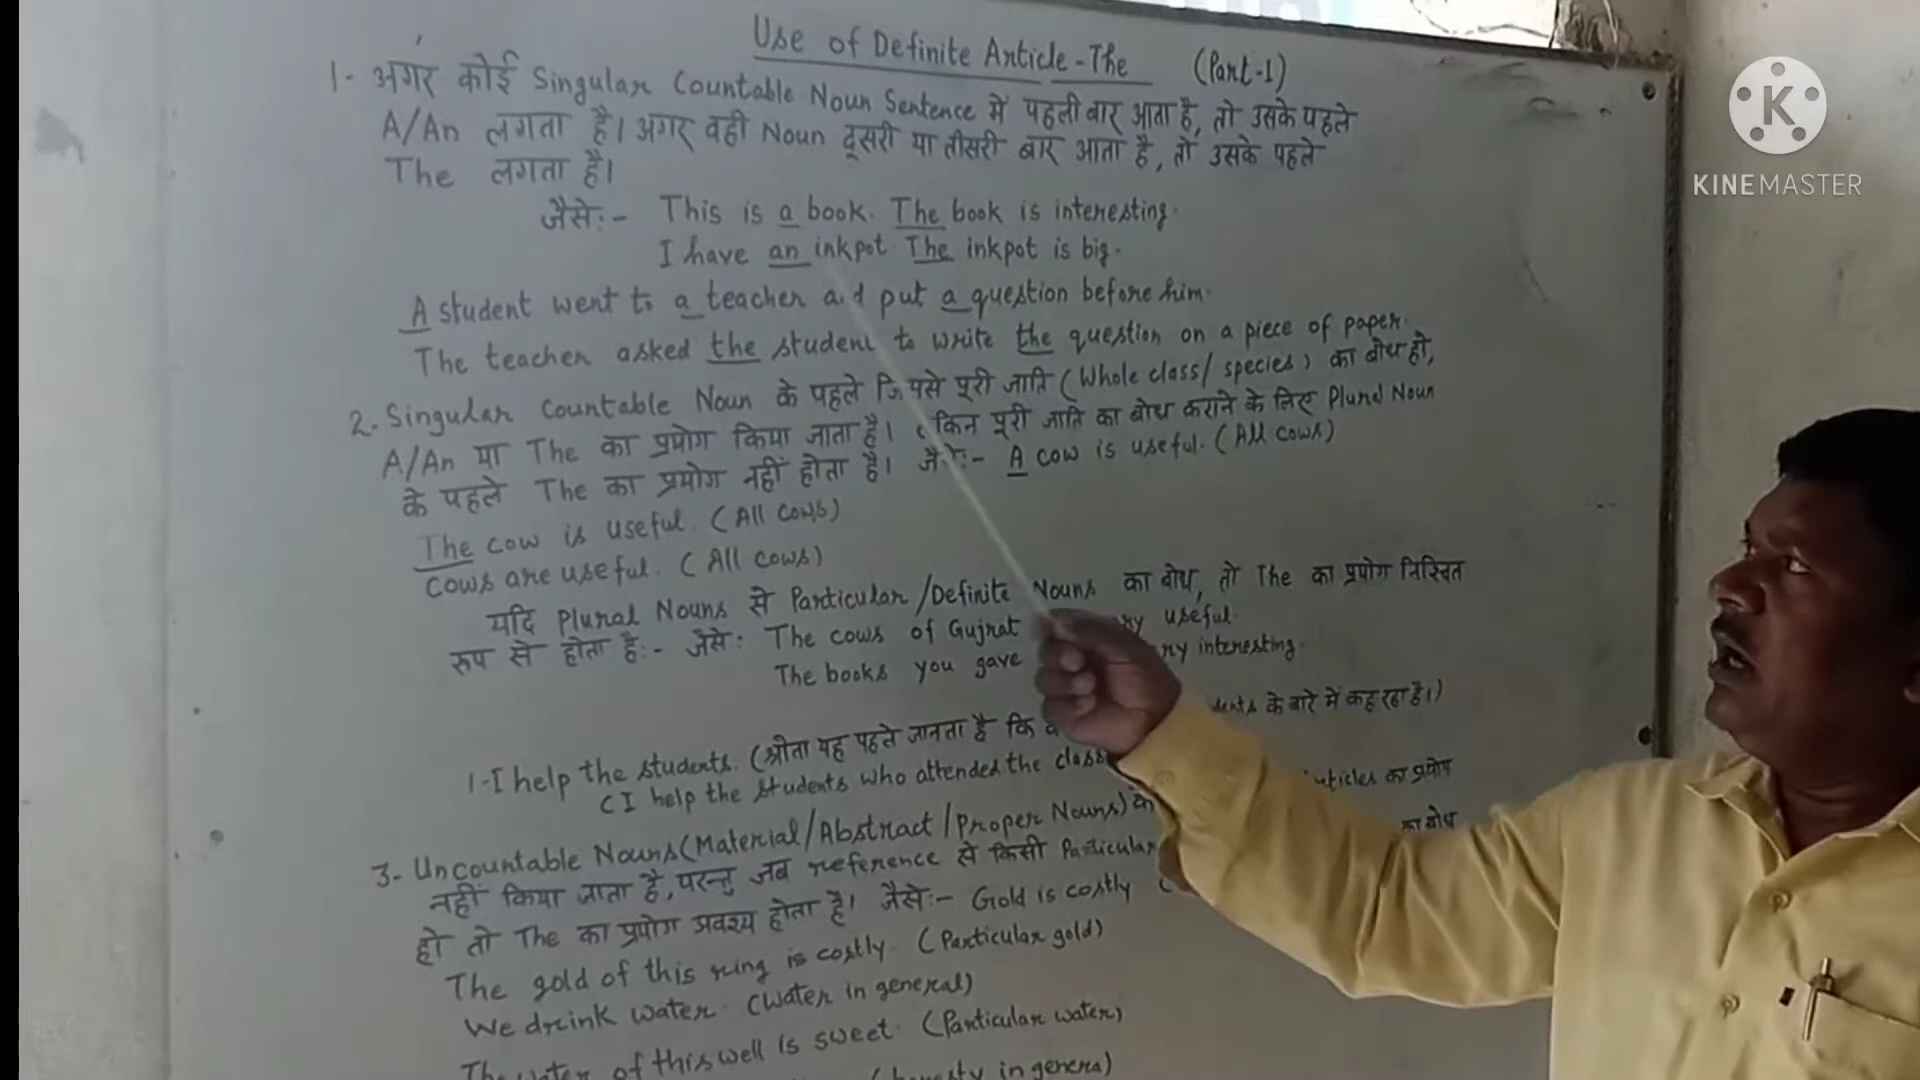 Use of Definite Article-The (Part-1)
1- अगर कोई Singular Countable Noun Sentence में पहली बार आता है, तो उसके पहले
A/An लगता है। अगर वही Noun दूसरी या तीसरी बार आता है, तो उसके पहले
The लगता है।
जैसे:- This is a book. The book is interesting.
I have an inkpot. The inkpot is big.
A student went to a teacher and put a question before him.
The teacher asked the student to write the question on a piece of paper.
2- Singular Countable Noun के पहले जिससे पूरी जाति (Whole class/species) का बोध हो,
A/An या The का प्रयोग किया जाता है। लेकिन पूरी जाति का बोध कराने के लिए Plural Noun
के पहले The का प्रयोग नहीं होता है। जैसे:- A cow is useful. (All cows)
The cow is useful. (All cows)
Cows are useful. (All cows)
यदि Plural Nouns से Particular/Definite Nouns का बोध, तो The का प्रयोग निश्चित
रुप से होता है:- जैसे: The cows of Gujrat useful.
The books you gave interesting.
1-I help the students. (श्रोता यह पहले जानता है कि के बारे में कह रहा है।)
(I help the students who attended the class
3- Uncountable Nouns(Material/Abstract/Proper Nouns) के का प्रयोग
नहीं किया जाता है, परन्तु जब reference से किसी Particular का बोध
हो तो The का प्रयोग अवश्य होता है। जैसे:- Gold is costly
The gold of this ring is costly. (Particular gold)
We drink water. (Water in general)
The water of this well is sweet. (Particular water)
in genera)
KINEMASTER